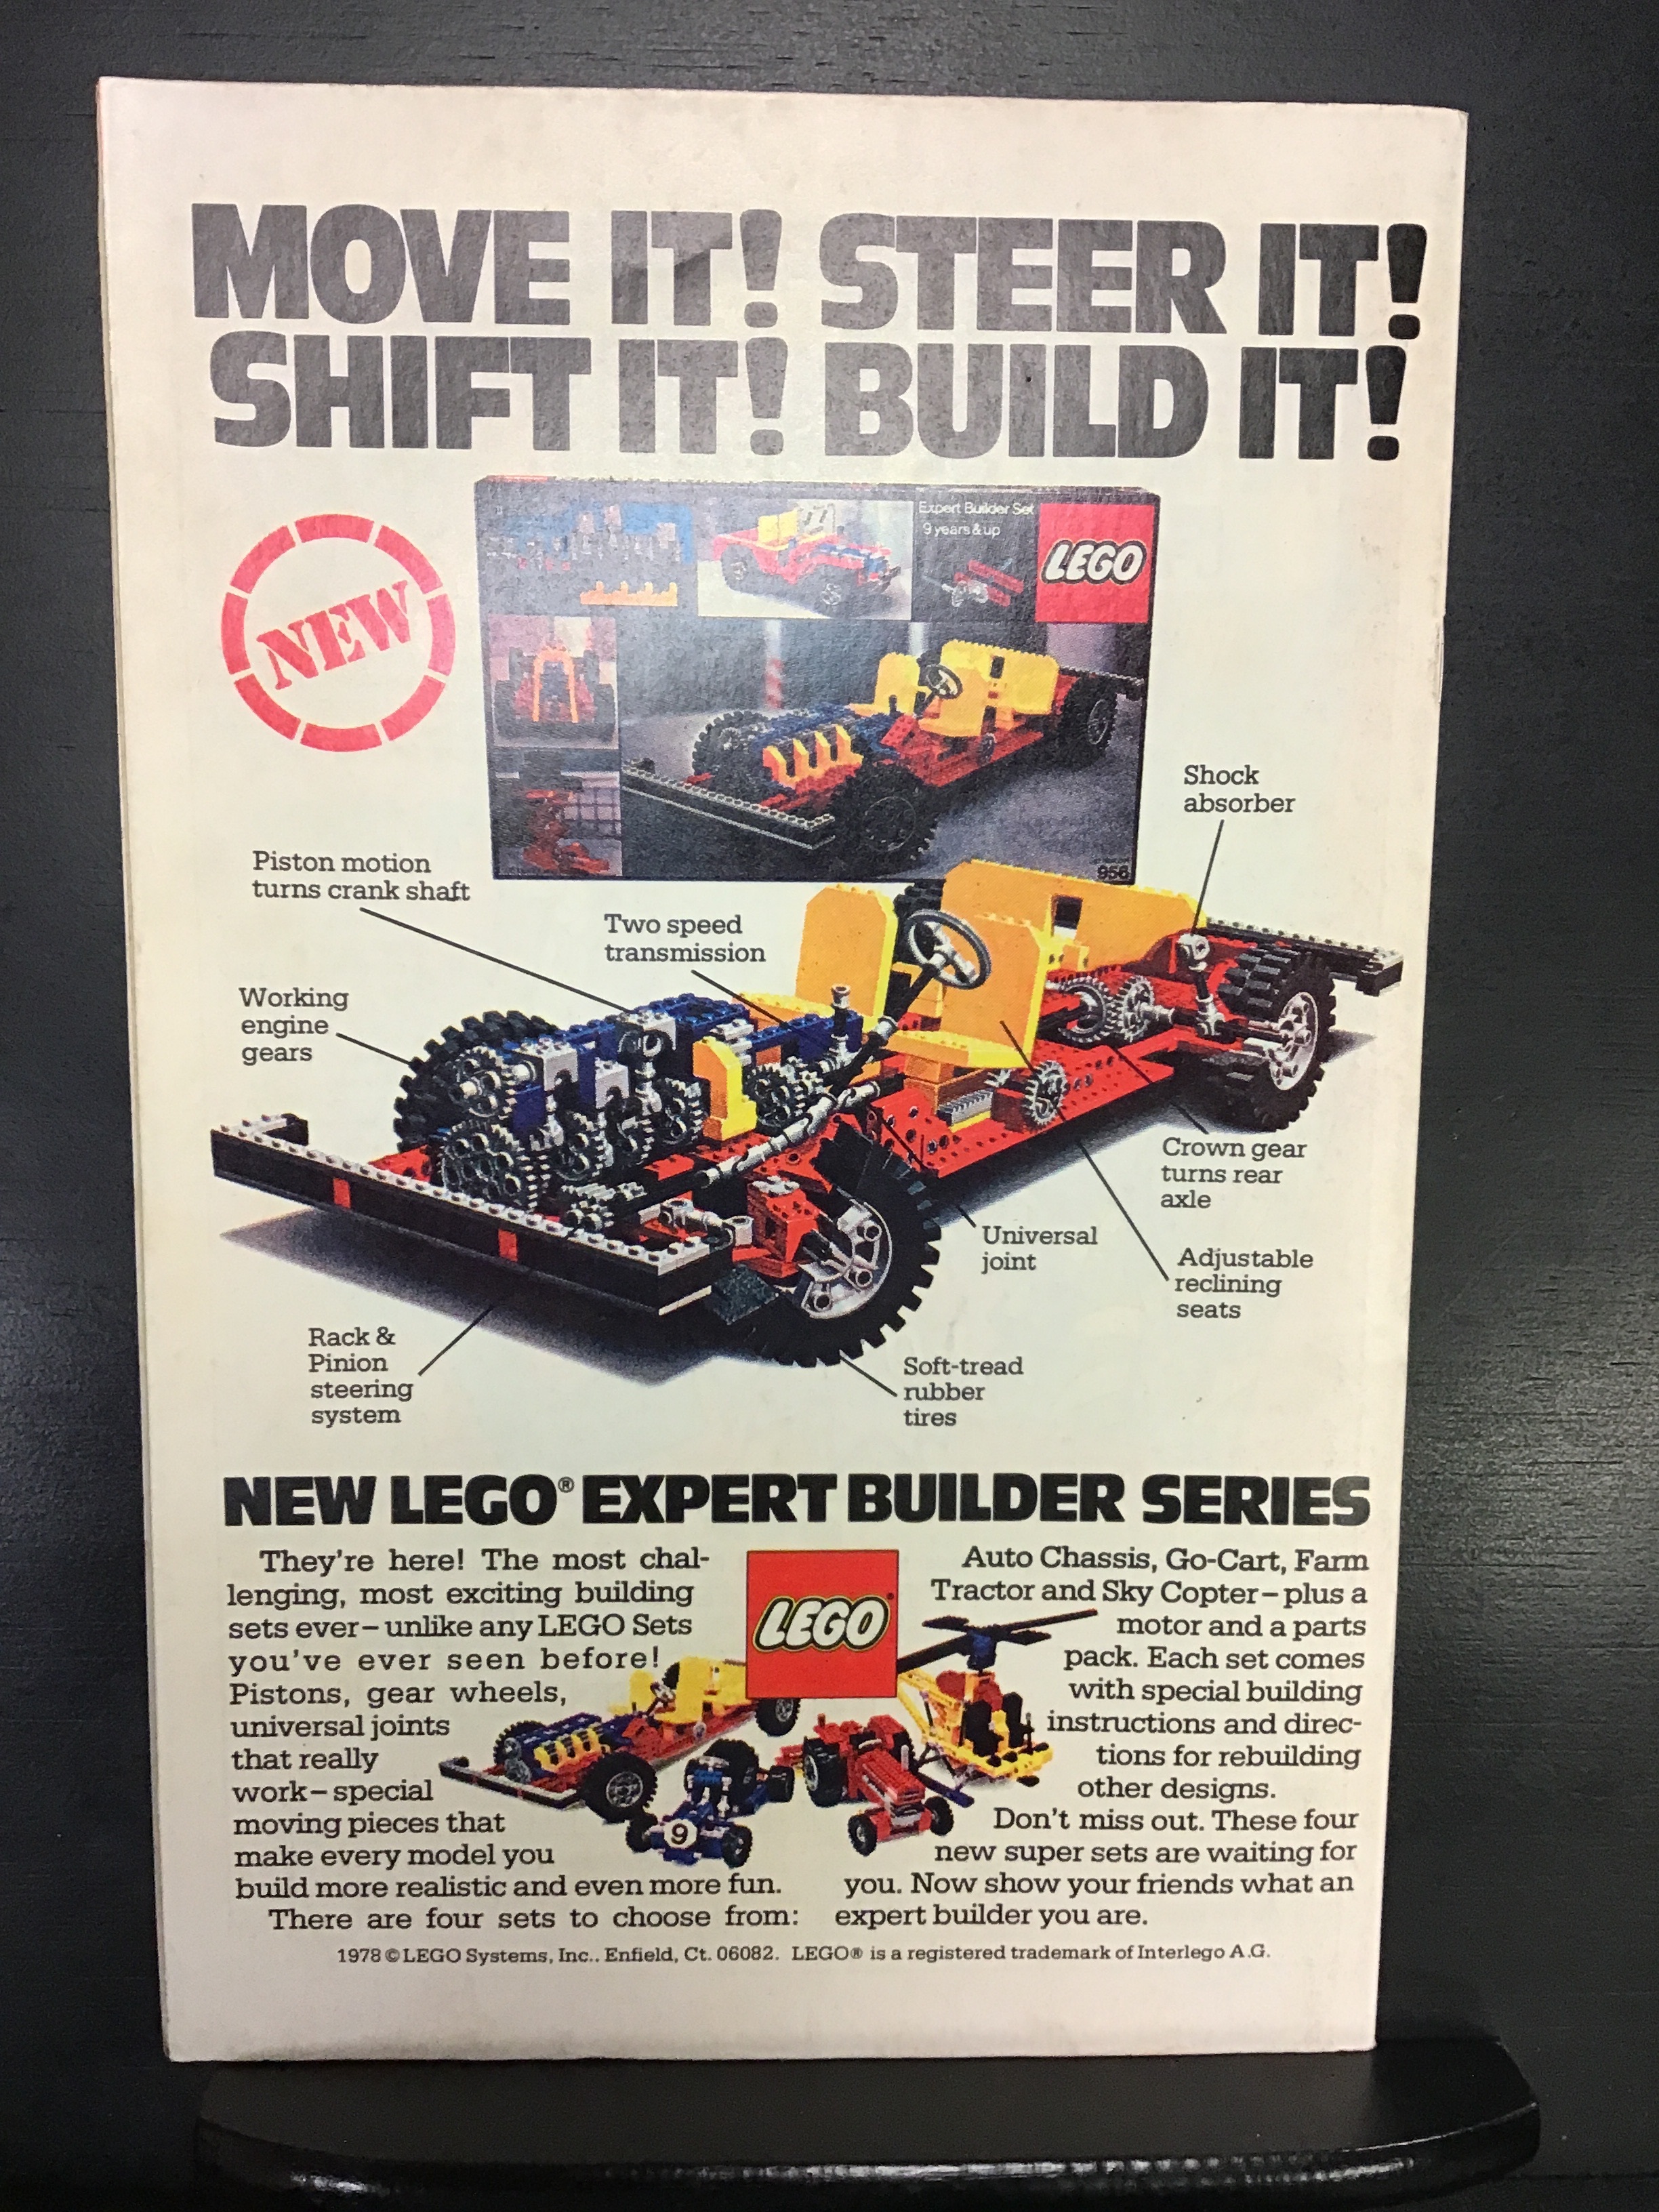 MOVE IT! STEER IT!
SHIFT IT! BUILD IT!
NEW
Expert Builder Set
9 years & up
LEGO
956
Shock
absorber
Piston motion
turns crank shaft
Two speed
transmission
Working
engine
gears
Crown gear
turns rear
axle
Universal
joint
Adjustable
reclining
seats
Rack &
Pinion
steering
system
Soft-tread
rubber
tires
NEW LEGO® EXPERT BUILDER SERIES
They're here! The most chal-
lenging, most exciting building
sets ever–unlike any LEGO Sets
you've ever seen before!
Pistons, gear wheels,
universal joints
that really
work–special
moving pieces that
make every model you
build more realistic and even more fun.
There are four sets to choose from:
LEGO®
9
Auto Chassis, Go-Cart, Farm
Tractor and Sky Copter–plus a
motor and a parts
pack. Each set comes
with special building
instructions and direc-
tions for rebuilding
other designs.
Don't miss out. These four
new super sets are waiting for
you. Now show your friends what an
expert builder you are.
1978 © LEGO Systems, Inc.. Enfield, Ct. 06082. LEGO® is a registered trademark of Interlego A.G.